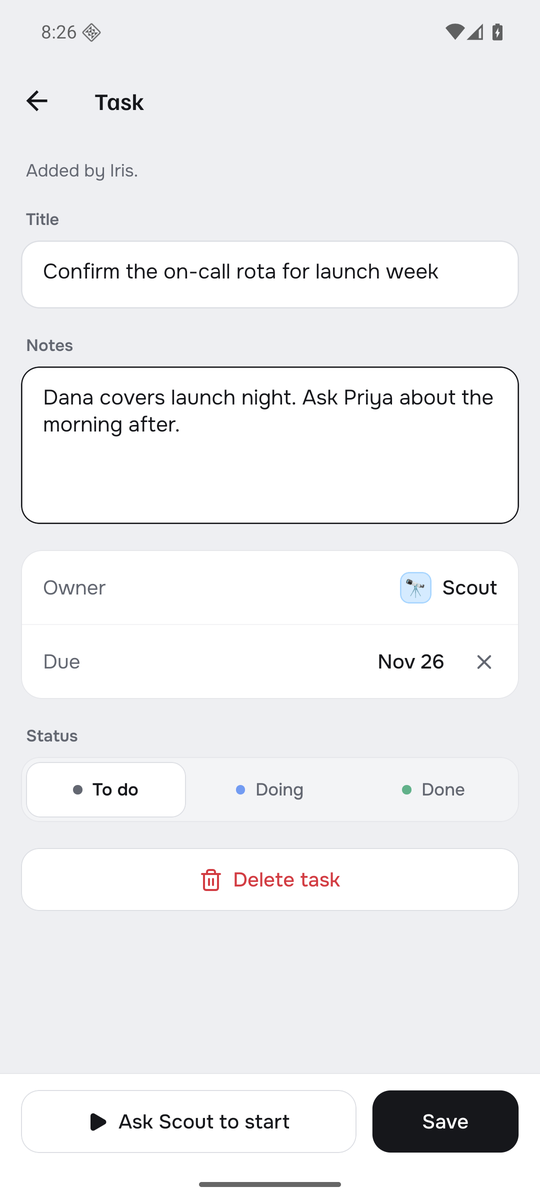 8:26
Task
Added by Iris.
Title
Confirm the on-call rota for launch week
Notes
Dana covers launch night. Ask Priya about the
morning after.
Owner
Scout
Due
Nov 26
Status
To do
Doing
Done
Delete task
Ask Scout to start
Save